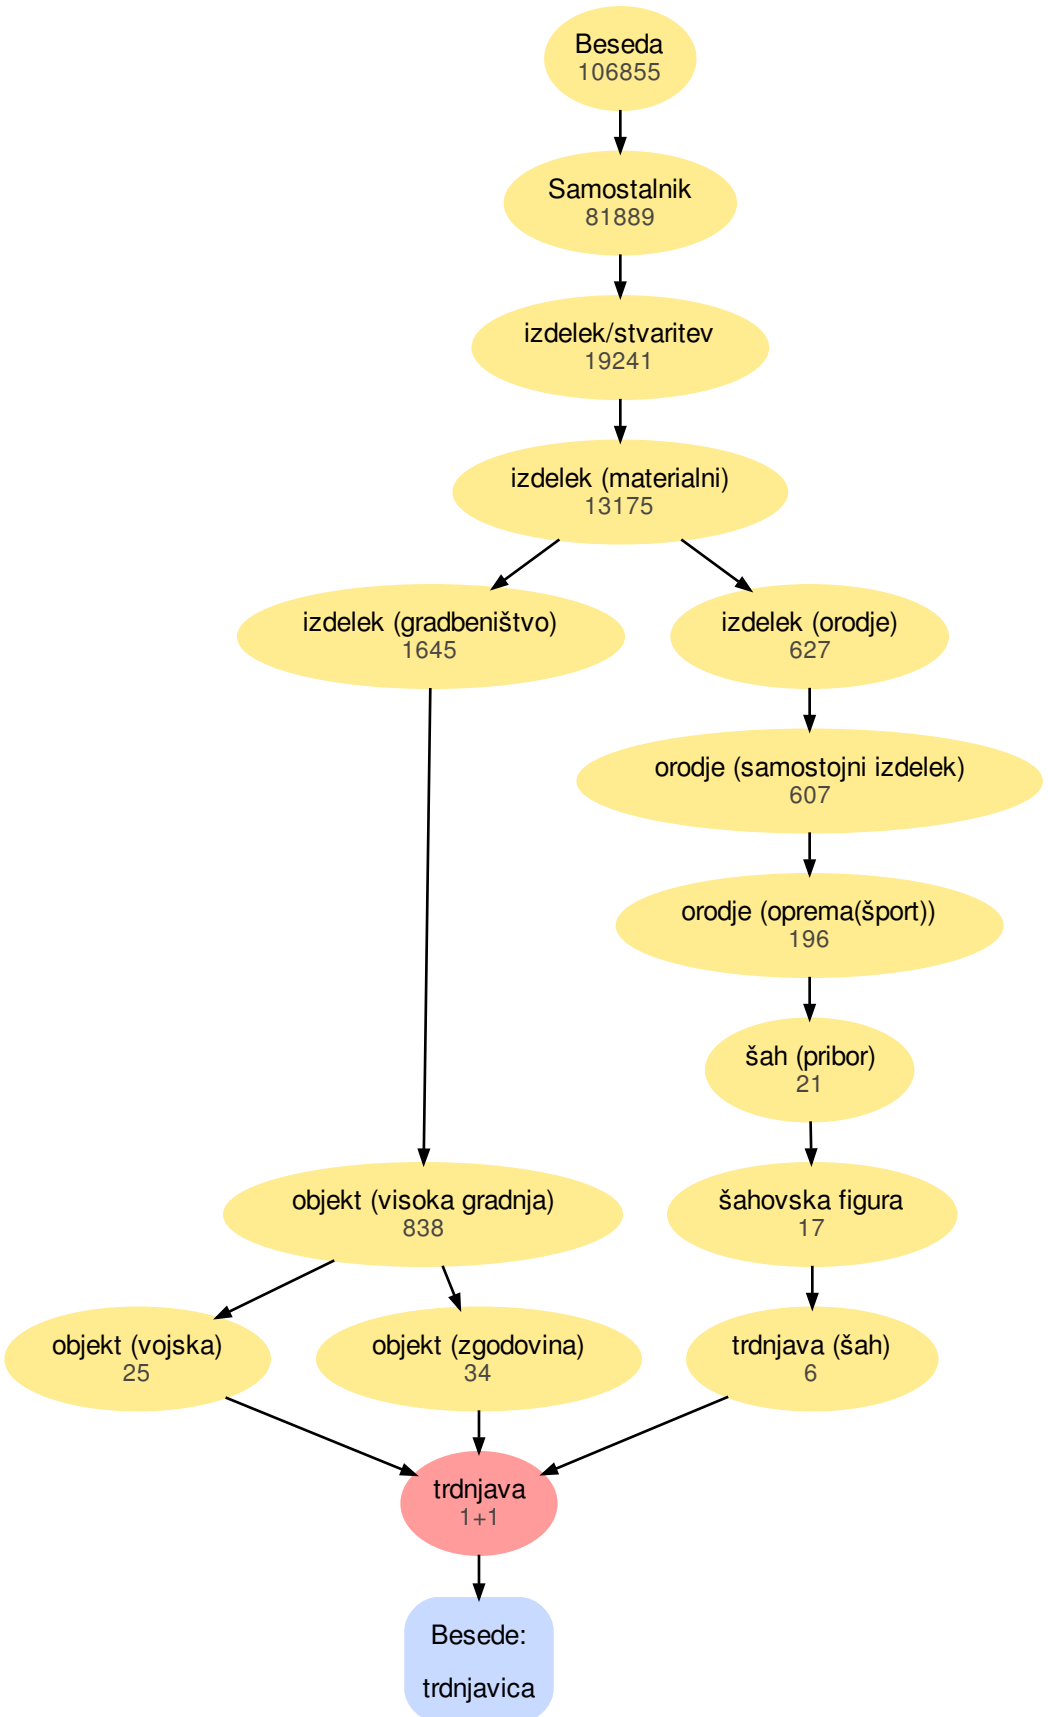 Beseda
106855
Samostalnik
81889
izdelek/stvaritev
19241
izdelek (materialni)
13175
izdelek (gradbeništvo)
1645
izdelek (orodje)
627
orodje (samostojni izdelek)
607
orodje (oprema(šport))
196
šah (pribor)
21
objekt (visoka gradnja)
838
šahovska figura
17
objekt (vojska)
25
objekt (zgodovina)
34
trdnjava (šah)
6
trdnjava
1+1
Besede:
trdnjavica